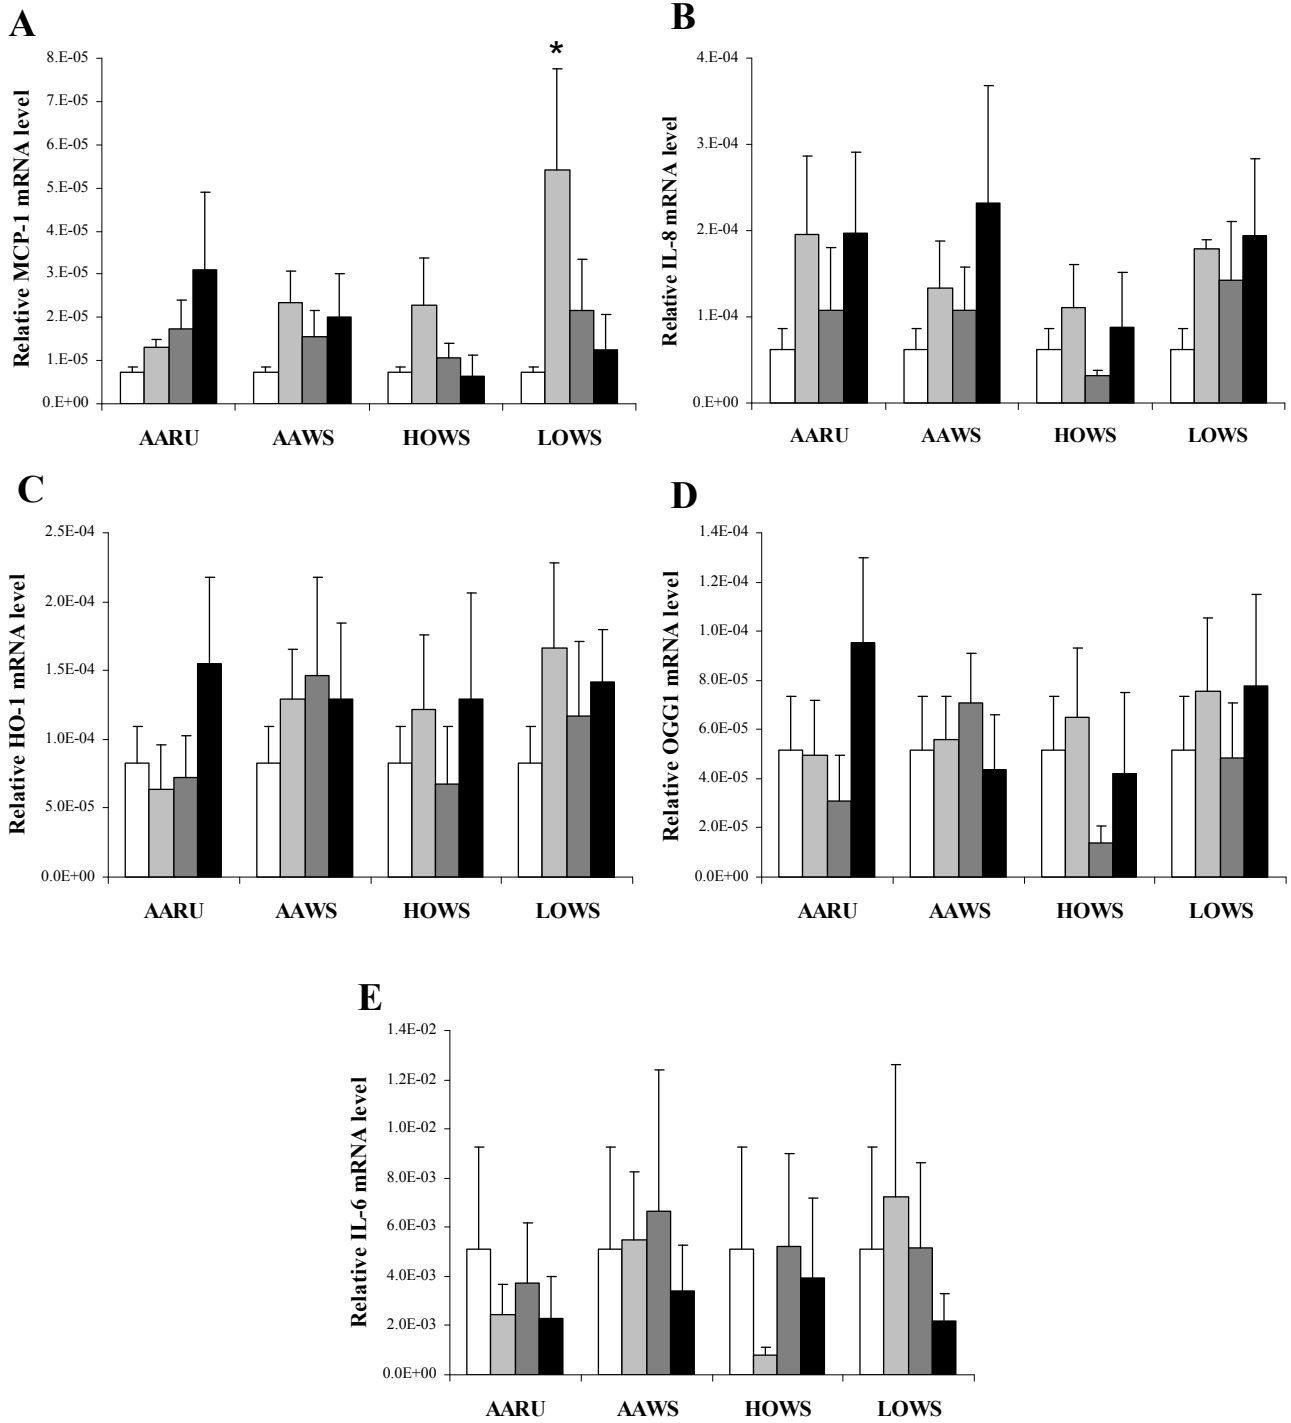 A
*
8.E-05
7.E-05
6.E-05
5.E-05
4.E-05
3.E-05
2.E-05
1.E-05
0.E+00
Relative MCP-1 mRNA level
AARU AAWS HOWS LOWS
B
4.E-04
3.E-04
2.E-04
1.E-04
0.E+00
Relative IL-8 mRNA level
AARU AAWS HOWS LOWS
C
2.5E-04
2.0E-04
1.5E-04
1.0E-04
5.0E-05
0.0E+00
Relative HO-1 mRNA level
AARU AAWS HOWS LOWS
D
1.4E-04
1.2E-04
1.0E-04
8.0E-05
6.0E-05
4.0E-05
2.0E-05
0.0E+00
Relative OGG1 mRNA level
AARU AAWS HOWS LOWS
E
1.4E-02
1.2E-02
1.0E-02
8.0E-03
6.0E-03
4.0E-03
2.0E-03
0.0E+00
Relative IL-6 mRNA level
AARU AAWS HOWS LOWS